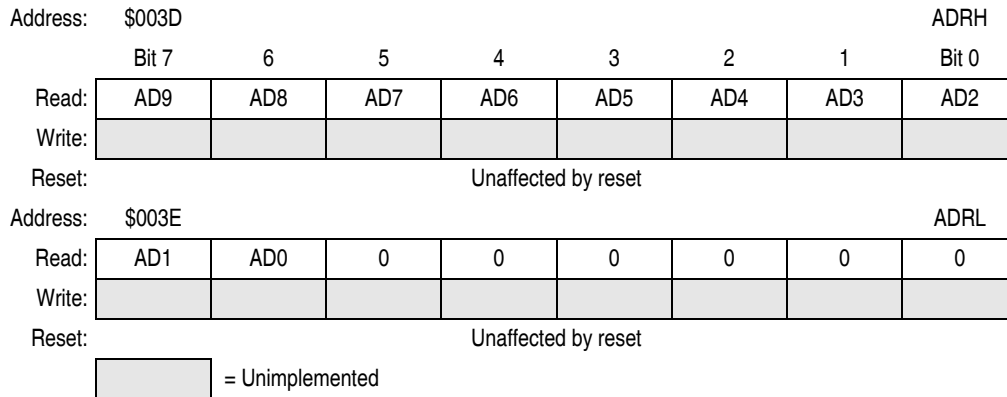 Address: $003D ADRH
Bit 7 6 5 4 3 2 1 Bit 0
Read: AD9 AD8 AD7 AD6 AD5 AD4 AD3 AD2
Write:
Reset: Unaffected by reset
Address: $003E ADRL
Read: AD1 AD0 0 0 0 0 0 0
Write:
Reset: Unaffected by reset
= Unimplemented